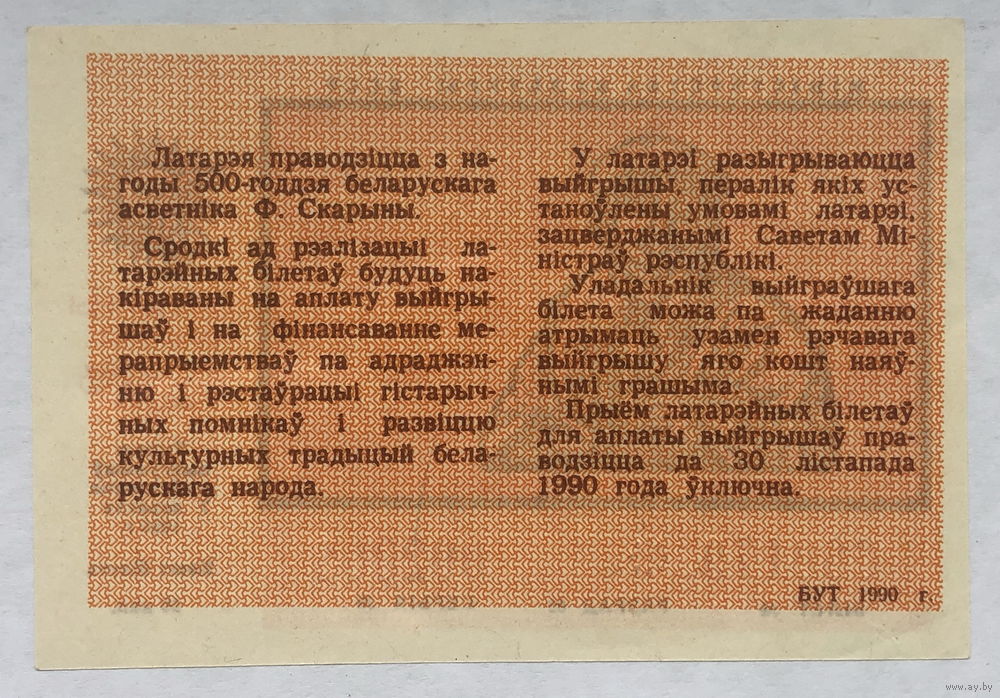 Латарэя праводзіцца з на-
годы 500-годдзя беларускага
асветніка Ф. Скарыны.
Сродкі ад рэалізацыі ла-
тарэйных білетаў будуць на-
кіраваны на аплату выйгры-
шаў і на фінансаванне ме-
рапрыемстваў па адраджэн-
ню і рэстаўрацыі гістарыч-
ных помнікаў і развіццю
культурных традыцый бела-
рускага народа.
У латарэі разыгрываюцца
выйгрышы, пералік якіх ус-
таноўлены умовамі латарэі,
зацверджанымі Саветам Мі-
ністраў рэспублікі.
Уладальнік выйграўшага
білета можа па жаданню
атрымаць узамен рэчавага
выйгрышу яго кошт наяў-
нымі грашыма.
Прыём латарэйных білетаў
для аплаты выйгрышаў пра-
водзіцца да 30 лістапада
1990 года ўключна.
БУТ 1990 г.
www.ay.by